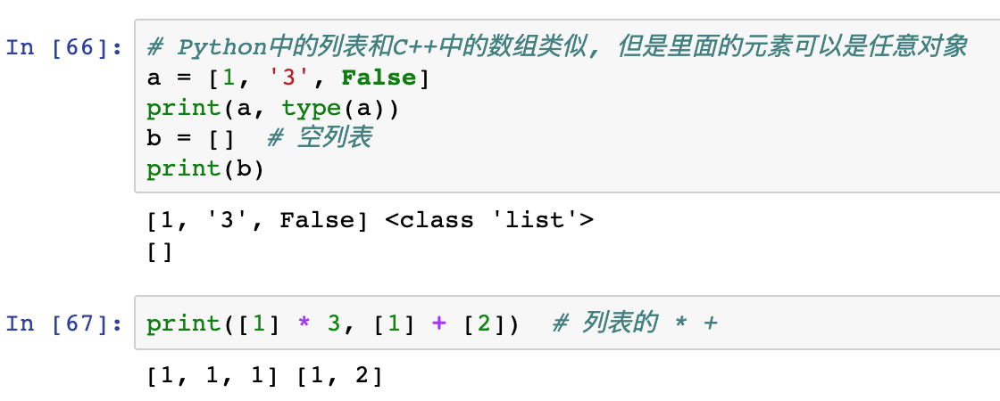 In [66]:
# Python中的列表和C++中的数组类似, 但是里面的元素可以是任意对象
a = [1, '3', False]
print(a, type(a))
b = []  # 空列表
print(b)
[1, '3', False] <class 'list'>
[]
In [67]:
print([1] * 3, [1] + [2])  # 列表的 * +
[1, 1, 1] [1, 2]